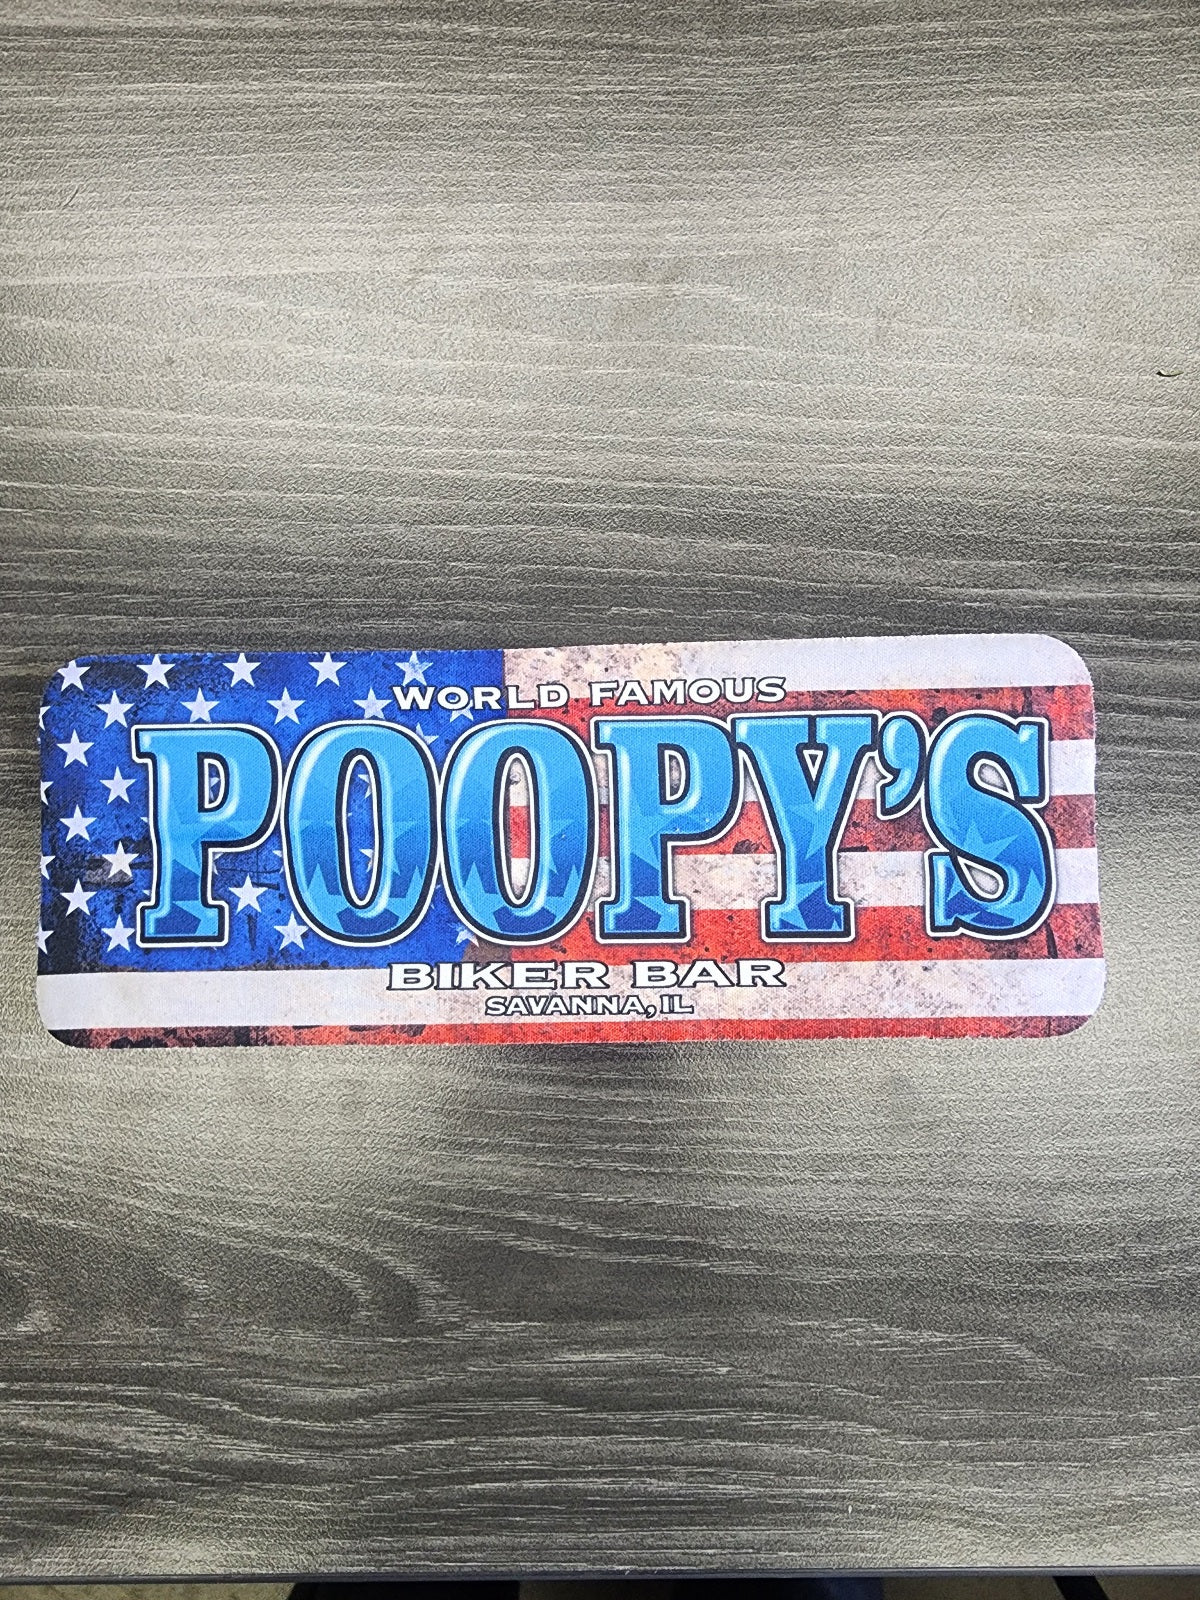 WORLD FAMOUS
POOPY'S
BIKER BAR
SAVANNA, IL